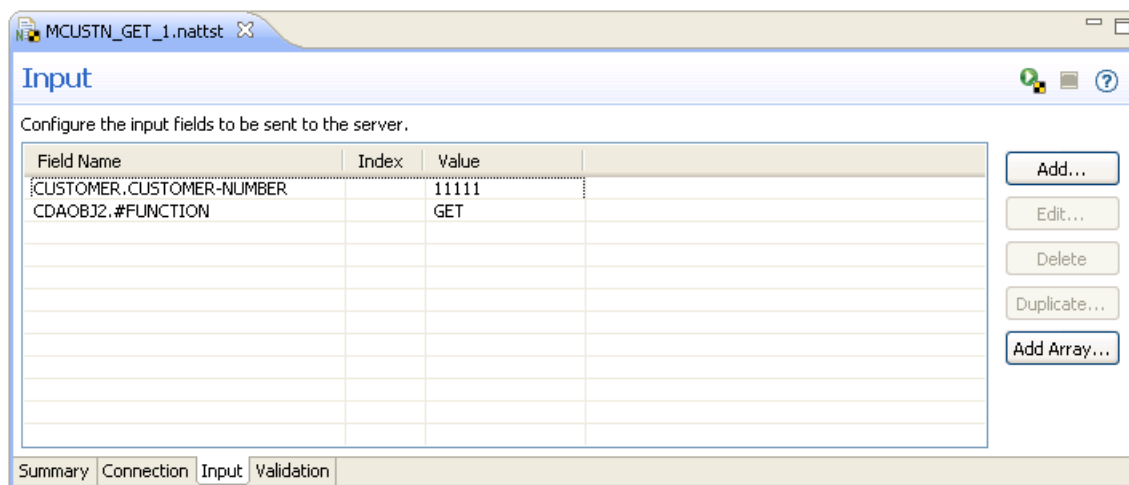 MCUSTN_GET_1.nattst
Input
Configure the input fields to be sent to the server.
Field Name Index Value
CUSTOMER.CUSTOMER-NUMBER 11111
CDAOBJ2.#FUNCTION GET
Add...
Edit...
Delete
Duplicate...
Add Array...
Summary Connection Input Validation